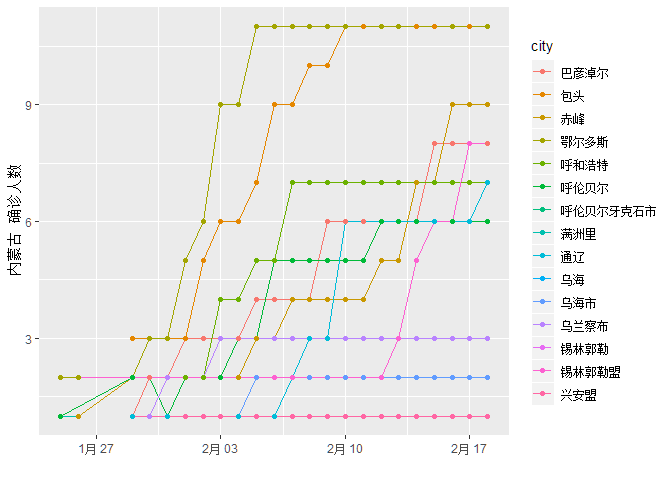 内蒙古 确诊人数
9
6
3
1月 27
2月 03
2月 10
2月 17
city
巴彦淖尔
包头
赤峰
鄂尔多斯
呼和浩特
呼伦贝尔
呼伦贝尔牙克石市
满洲里
通辽
乌海
乌海市
乌兰察布
锡林郭勒
锡林郭勒盟
兴安盟